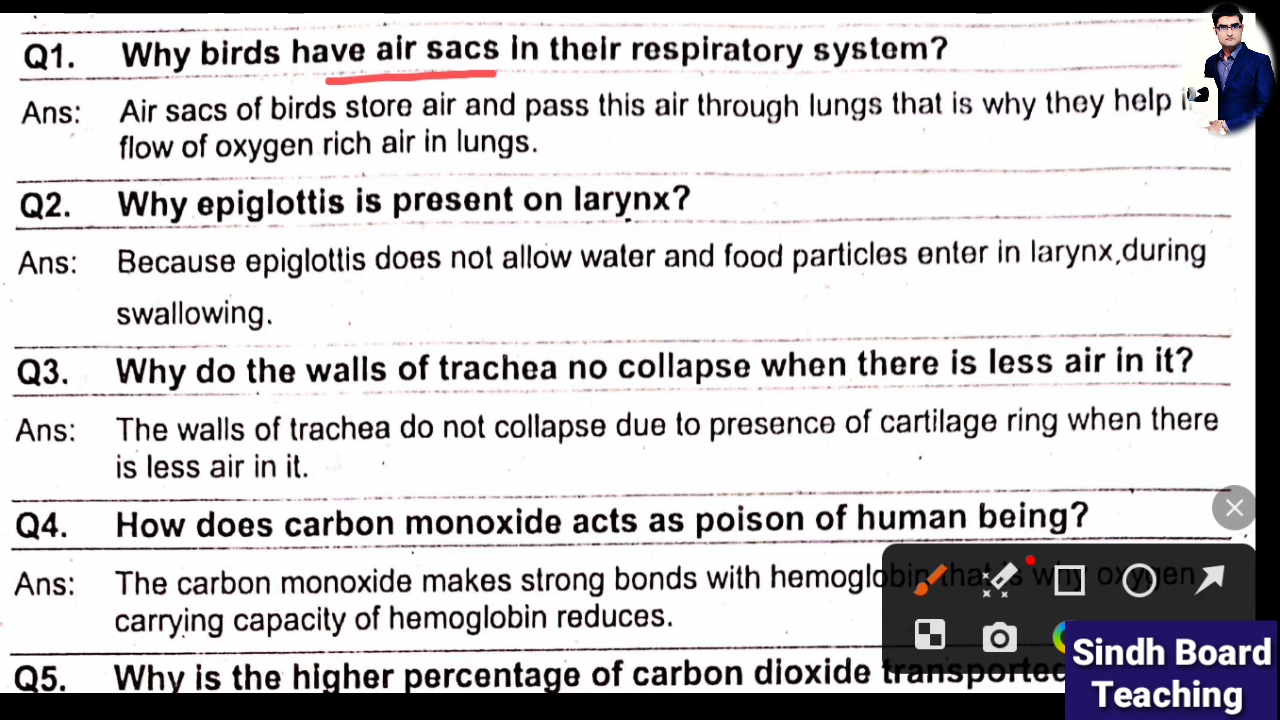 Q1. Why birds have air sacs in their respiratory system?
Ans: Air sacs of birds store air and pass this air through lungs that is why they help
flow of oxygen rich air in lungs.
Q2. Why epiglottis is present on larynx?
Ans: Because epiglottis does not allow water and food particles enter in larynx,during
swallowing.
Q3. Why do the walls of trachea no collapse when there is less air in it?
Ans: The walls of trachea do not collapse due to presence of cartilage ring when there
is less air in it.
Q4. How does carbon monoxide acts as poison of human being?
Ans: The carbon monoxide makes strong bonds with hemoglobin that is why oxygen
carrying capacity of hemoglobin reduces.
Q5. Why is the higher percentage of carbon dioxide transported
Sindh Board
Teaching